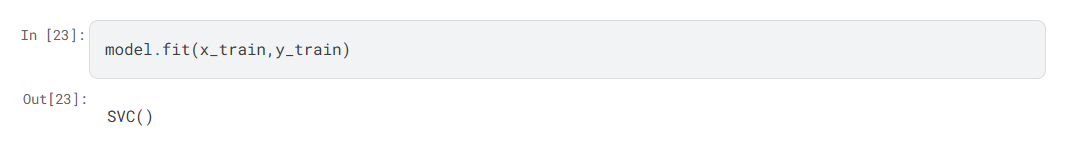 In [23]:
model.fit(x_train,y_train)
Out[23]:
SVC()